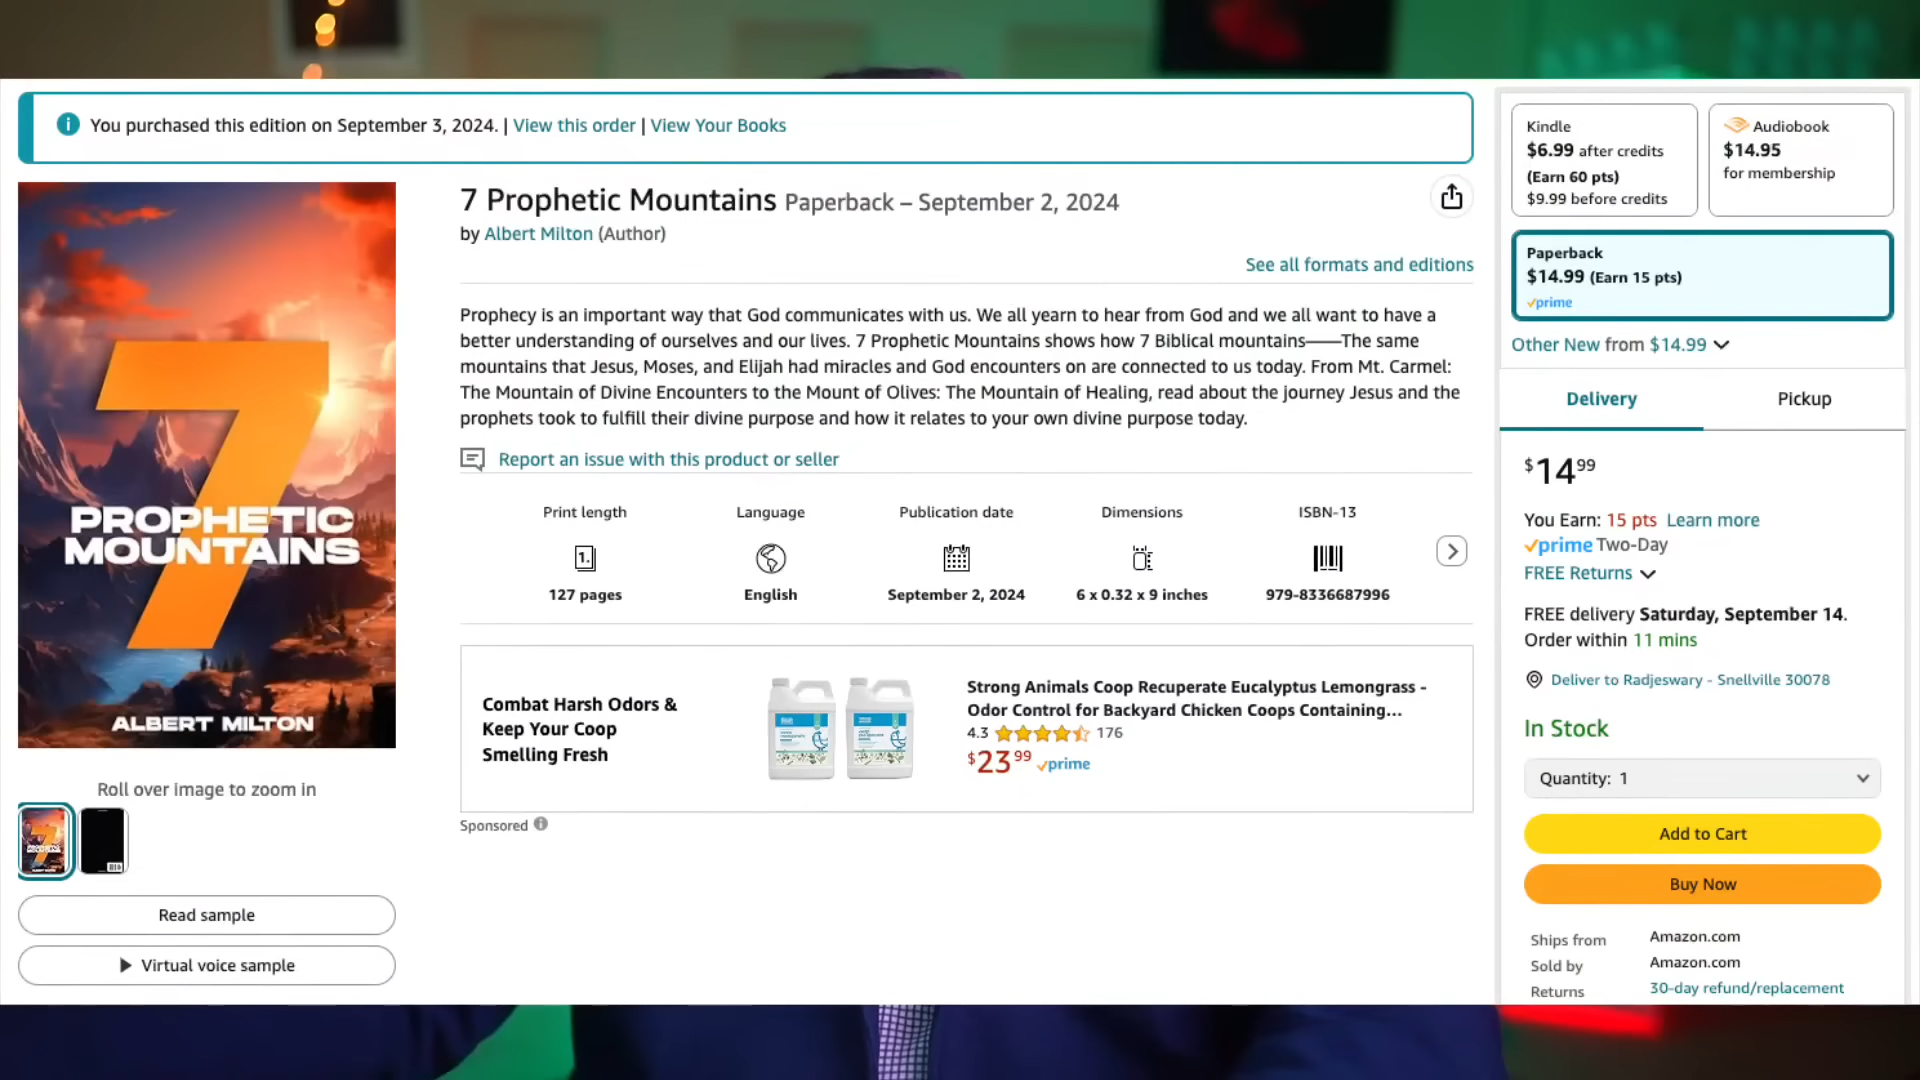 You purchased this edition on September 3, 2024. | View this order | View Your Books
7
PROPHETIC
MOUNTAINS
ALBERT MILTON
Roll over image to zoom in
Read sample
Virtual voice sample
7 Prophetic Mountains Paperback – September 2, 2024
by Albert Milton (Author)
See all formats and editions
Prophecy is an important way that God communicates with us. We all yearn to hear from God and we all want to have a
better understanding of ourselves and our lives. 7 Prophetic Mountains shows how 7 Biblical mountains——The same
mountains that Jesus, Moses, and Elijah had miracles and God encounters on are connected to us today. From Mt. Carmel:
The Mountain of Divine Encounters to the Mount of Olives: The Mountain of Healing, read about the journey Jesus and the
prophets took to fulfill their divine purpose and how it relates to your own divine purpose today.
Report an issue with this product or seller
Print length
1.
127 pages
Language
English
Publication date
September 2, 2024
Dimensions
6 x 0.32 x 9 inches
ISBN-13
979-8336687996
Combat Harsh Odors &
Keep Your Coop
Smelling Fresh
Strong Animals Coop Recuperate Eucalyptus Lemongrass -
Odor Control for Backyard Chicken Coops Containing...
4.3 176
$23 99 prime
Sponsored
Kindle
$6.99 after credits
(Earn 60 pts)
$9.99 before credits
Audiobook
$14.95
for membership
Paperback
$14.99 (Earn 15 pts)
prime
Other New from $14.99
Delivery Pickup
$14 99
You Earn: 15 pts Learn more
prime Two-Day
FREE Returns
FREE delivery Saturday, September 14.
Order within 11 mins
Deliver to Radjeswary - Snellville 30078
In Stock
Quantity: 1
Add to Cart
Buy Now
Ships from Amazon.com
Sold by Amazon.com
Returns 30-day refund/replacement